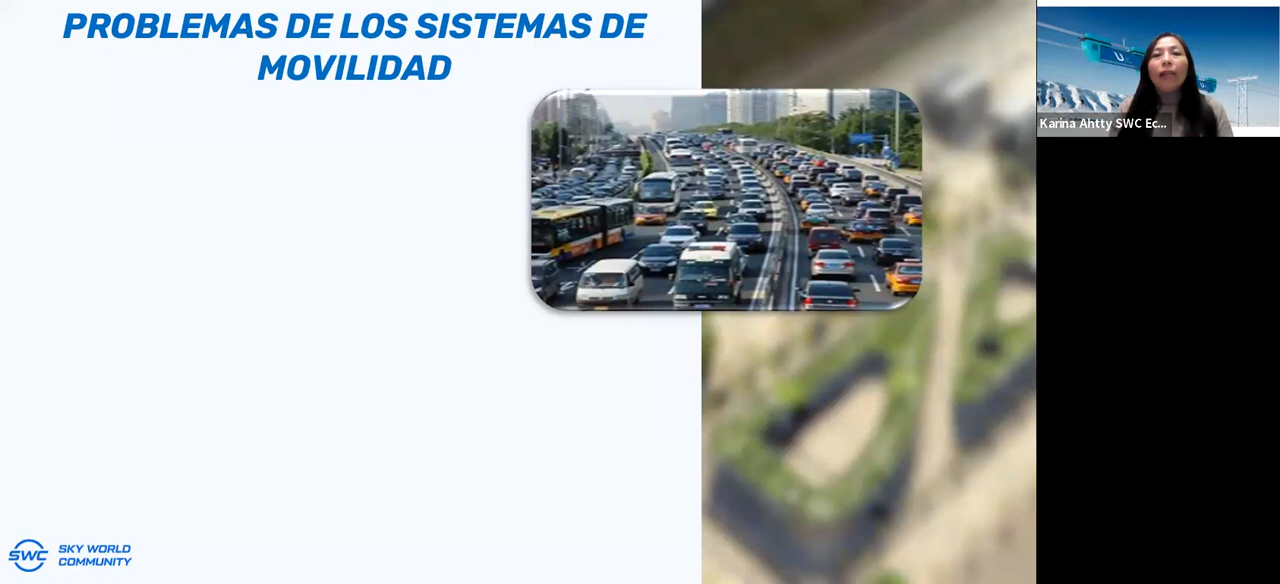 PROBLEMAS DE LOS SISTEMAS DE
MOVILIDAD
Karina Ahtty SWC Ec...
SWC
SKY WORLD
COMMUNITY